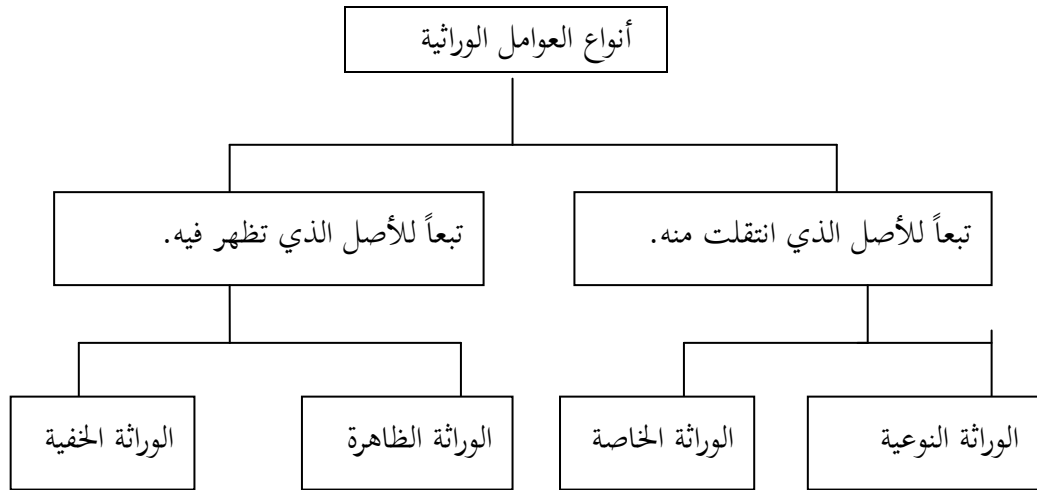 أنواع العوامل الوراثية
تبعاً للأصل الذي انتقلت منه.
تبعاً للأصل الذي تظهر فيه.
الوراثة النوعية
الوراثة الخاصة
الوراثة الظاهرة
الوراثة الخفية